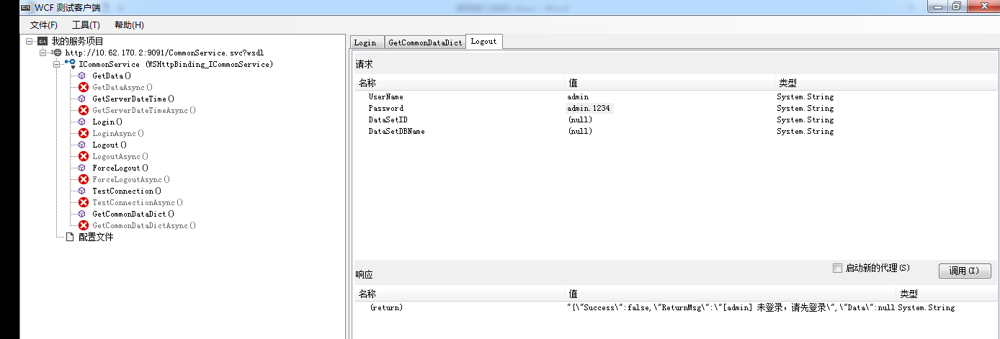 WCF 测试客户端
文件(F) 工具(T) 帮助(H)
我的服务项目
http://10.62.170.2:9091/CommonService.svc?wsdl
ICommonService (WSHttpBinding_ICommonService)
GetData()
GetDataAsync()
GetServerDateTime()
GetServerDateTimeAsync()
Login()
LoginAsync()
Logout()
LogoutAsync()
ForceLogout()
ForceLogoutAsync()
TestConnection()
TestConnectionAsync()
GetCommonDataDict()
GetCommonDataDictAsync()
配置文件
Login GetCommonDataDict Logout
请求
名称 值 类型
UserName admin System.String
Password admin.1234 System.String
DataSetID (null) System.String
DataSetDBName (null) System.String
响应 启动新的代理(S) 调用(I)
名称 值 类型
(return) "{\"Success\":false,\"ReturnMsg\":\"[admin] 未登录，请先登录\",\"Data\":null System.String